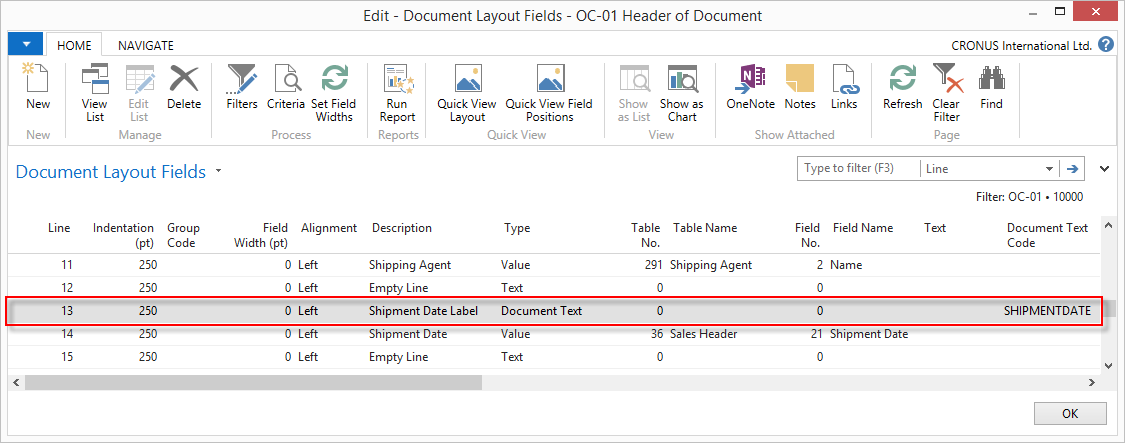 Edit - Document Layout Fields - OC-01 Header of Document
HOME NAVIGATE CRONUS International Ltd.
New View List Edit List Delete Filters Criteria Set Field Widths Run Report Quick View Layout Quick View Field Positions Show as List Show as Chart OneNote Notes Links Refresh Clear Filter Find
New Manage Process Reports Quick View View Show Attached Page
Document Layout Fields Type to filter (F3) Line
Filter: OC-01 • 10000
Line Indentation (pt) Group Code Field Width (pt) Alignment Description Type Table No. Table Name Field No. Field Name Text Document Text Code
11 250 0 Left Shipping Agent Value 291 Shipping Agent 2 Name
12 250 0 Left Empty Line Text 0 0
13 250 0 Left Shipment Date Label Document Text 0 0 SHIPMENTDATE
14 250 0 Left Shipment Date Value 36 Sales Header 21 Shipment Date
15 250 0 Left Empty Line Text 0 0
OK